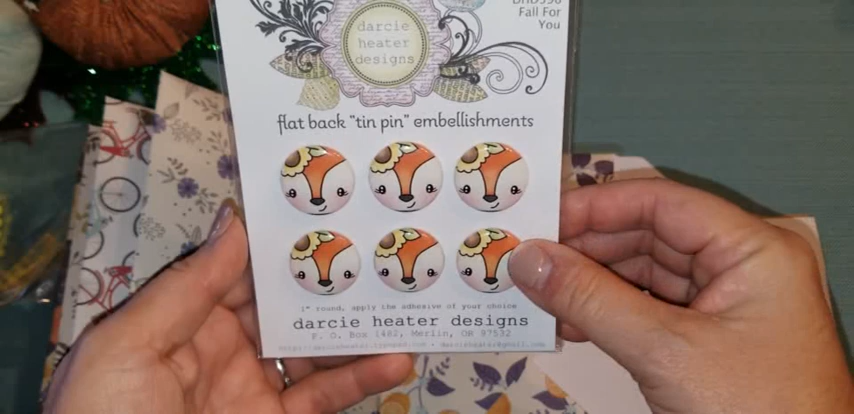 Fall For
You
darcie
heater
designs
flat back "tin pin" embellishments
1" round, apply the adhesive of your choice
darcie heater designs
P. O. Box 1482, Merlin, OR 97532